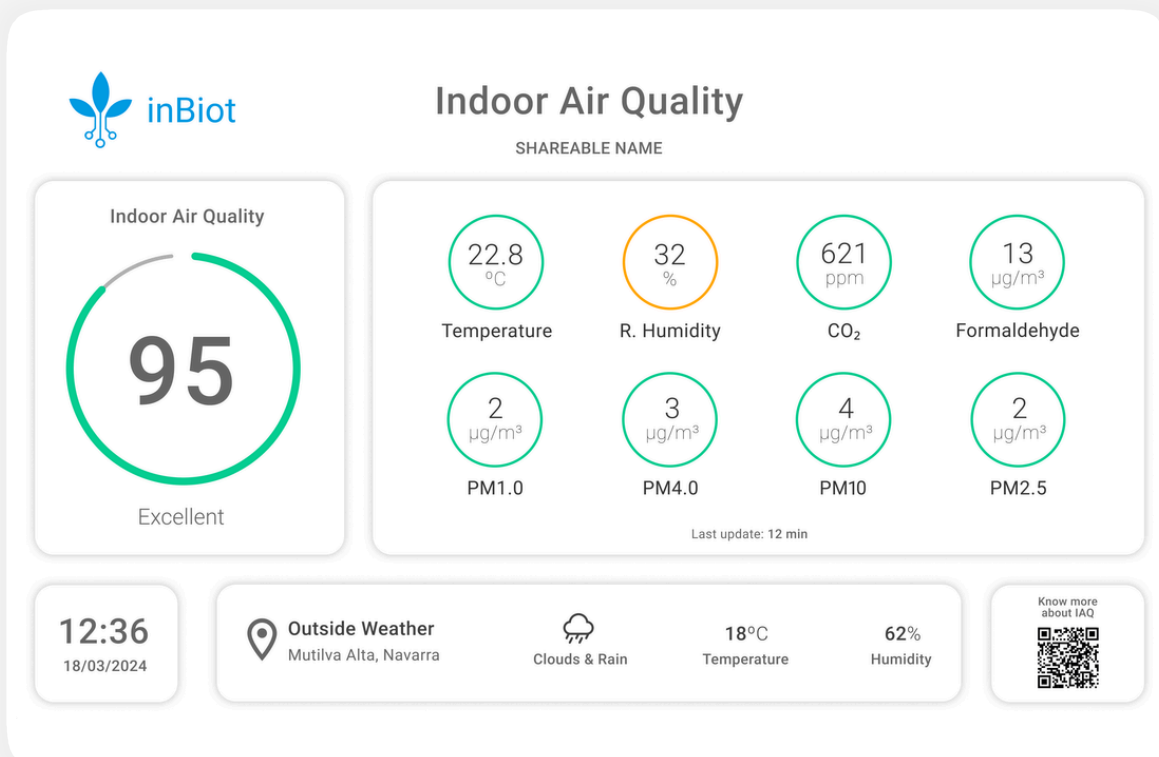 inBiot
Indoor Air Quality
SHAREABLE NAME
Indoor Air Quality
95
Excellent
22.8
ºC
Temperature
32
%
R. Humidity
621
ppm
CO₂
13
µg/m³
Formaldehyde
2
µg/m³
PM1.0
3
µg/m³
PM4.0
4
µg/m³
PM10
2
µg/m³
PM2.5
Last update: 12 min
12:36
18/03/2024
Outside Weather
Mutilva Alta, Navarra
Clouds & Rain
18ºC
Temperature
62%
Humidity
Know more
about IAQ